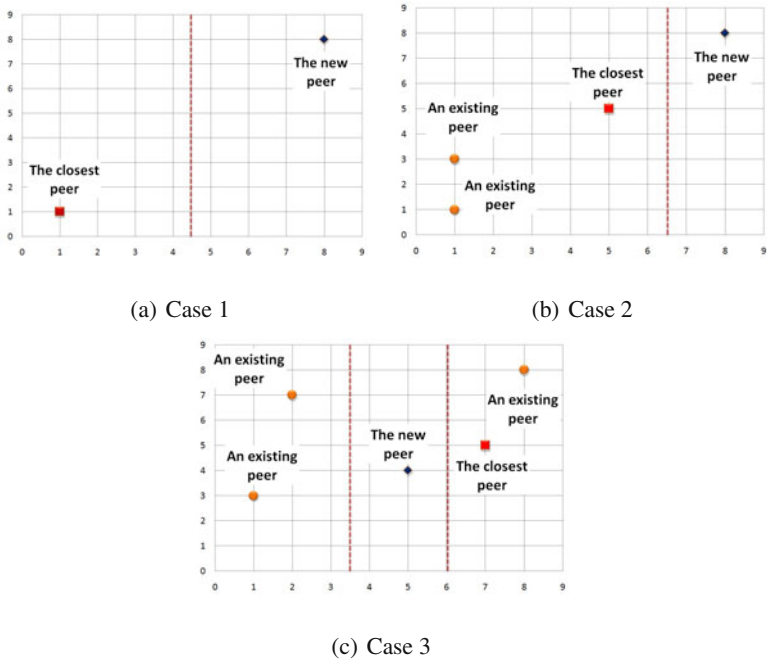 9
8
7
6
5
4
3
2
1
0
The new
peer
The closest
peer
0 1 2 3 4 5 6 7 8 9
(a) Case 1
9
8
7
6
5
4
3
2
1
0
The new
peer
The closest
peer
An existing
peer
An existing
peer
0 1 2 3 4 5 6 7 8 9
(b) Case 2
9
8
7
6
5
4
3
2
1
0
An existing
peer
An existing
peer
The new
peer
An existing
peer
The closest
peer
0 1 2 3 4 5 6 7 8 9
(c) Case 3